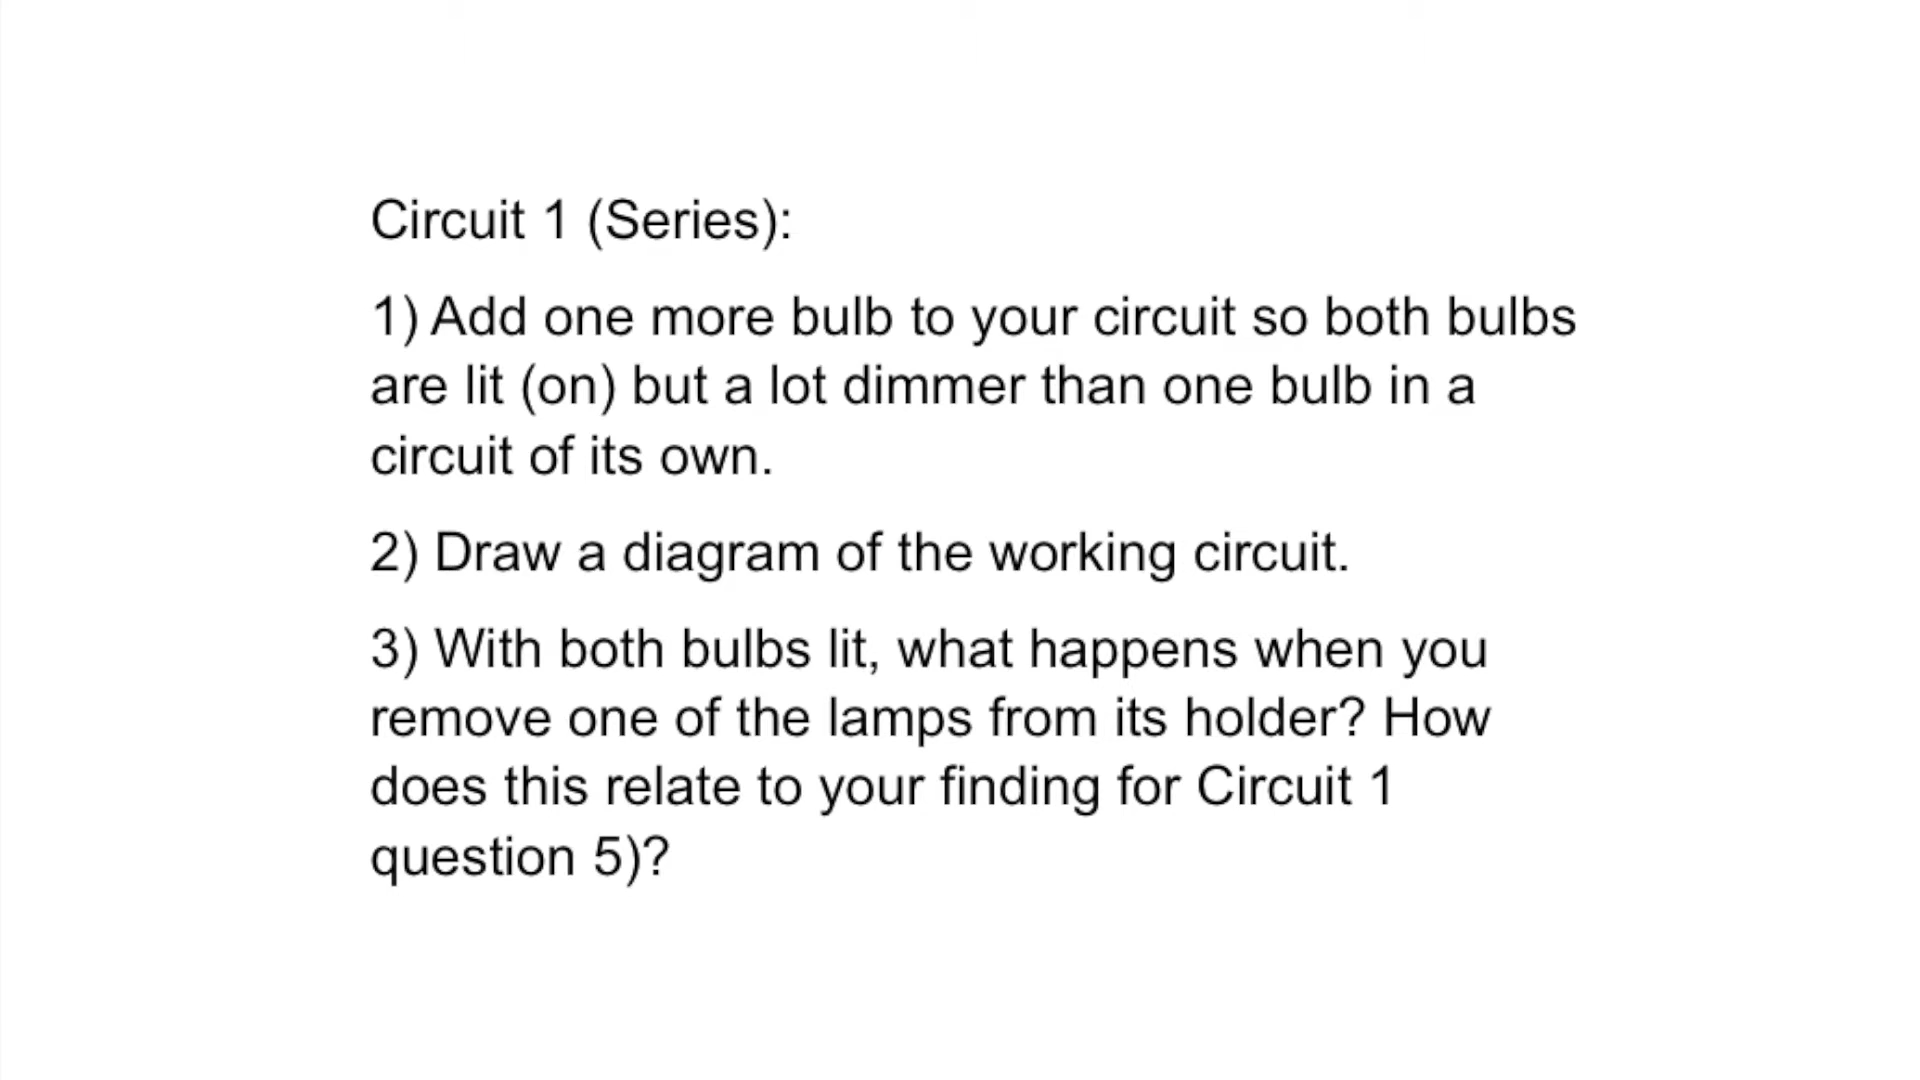 Circuit 1 (Series):
1) Add one more bulb to your circuit so both bulbs
are lit (on) but a lot dimmer than one bulb in a
circuit of its own.
2) Draw a diagram of the working circuit.
3) With both bulbs lit, what happens when you
remove one of the lamps from its holder? How
does this relate to your finding for Circuit 1
question 5)?